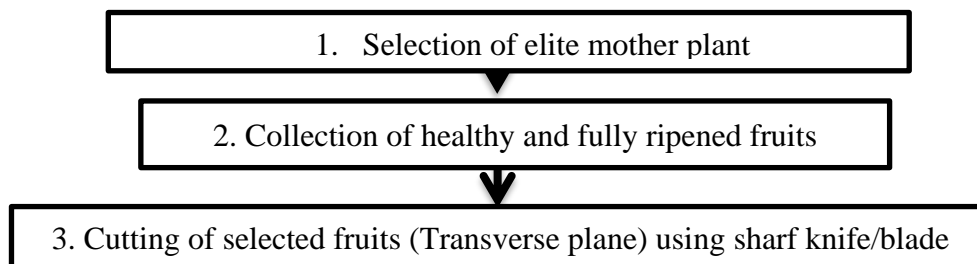 1. Selection of elite mother plant
2. Collection of healthy and fully ripened fruits
3. Cutting of selected fruits (Transverse plane) using sharf knife/blade